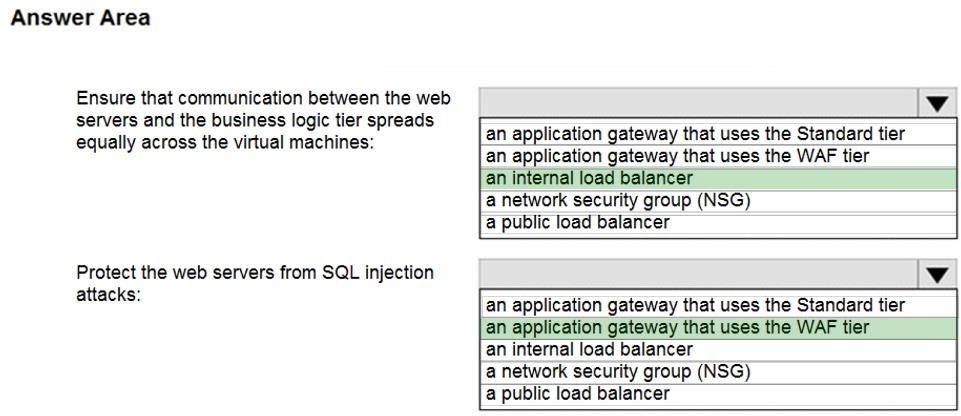 Answer Area
Ensure that communication between the web
servers and the business logic tier spreads
equally across the virtual machines:
an application gateway that uses the Standard tier
an application gateway that uses the WAF tier
an internal load balancer
a network security group (NSG)
a public load balancer
Protect the web servers from SQL injection
attacks:
an application gateway that uses the Standard tier
an application gateway that uses the WAF tier
an internal load balancer
a network security group (NSG)
a public load balancer